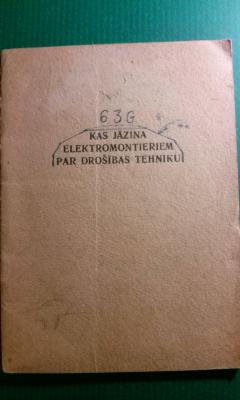 63G
KAS JĀZINA
ELEKTROMONTIERIEM
PAR DROŠĪBAS TEHNIKU